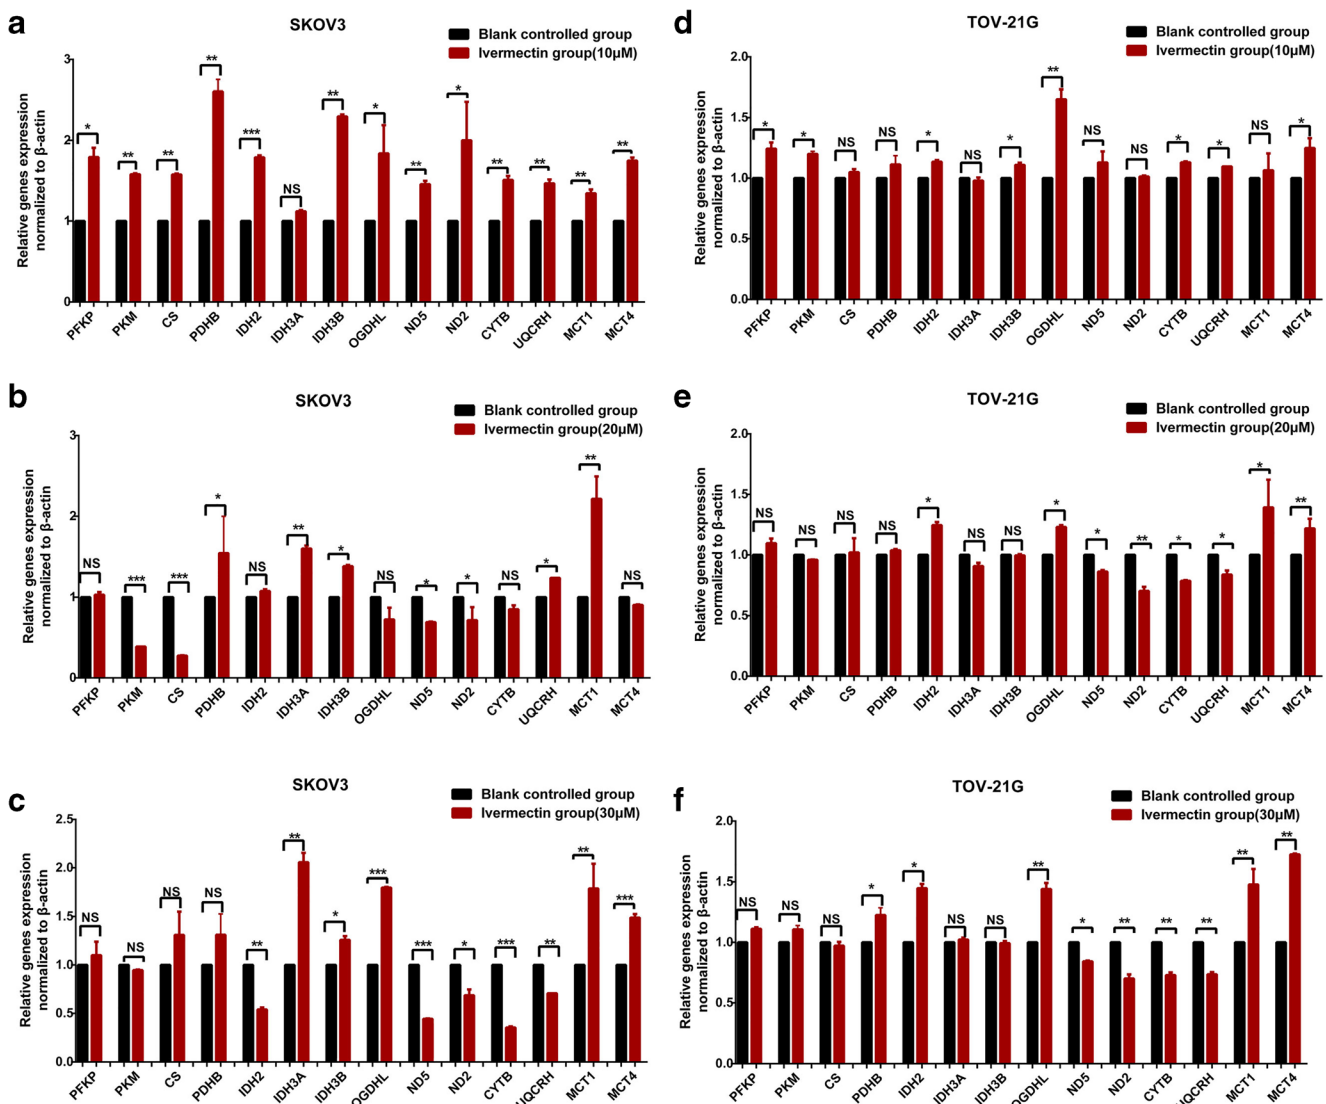 a
SKOV3
Blank controlled group
Ivermectin group(10μM)
Relative genes expression
normalized to β-actin
3
2
1
0
* ** ** ** *** NS ** * ** * ** ** ** **
PFKP PKM CS PDHB IDH2 IDH3A IDH3B OGDHL ND5 ND2 CYTB UQCRH MCT1 MCT4
d
TOV-21G
Blank controlled group
Ivermectin group(10μM)
Relative genes expression
normalized to β-actin
2.0
1.5
1.0
0.5
0.0
* * NS NS * NS * ** NS NS * * NS *
PFKP PKM CS PDHB IDH2 IDH3A IDH3B OGDHL ND5 ND2 CYTB UQCRH MCT1 MCT4
b
SKOV3
Blank controlled group
Ivermectin group(20μM)
Relative genes expression
normalized to β-actin
3
2
1
0
NS *** *** * NS ** * NS * * NS * ** NS
PFKP PKM CS PDHB IDH2 IDH3A IDH3B OGDHL ND5 ND2 CYTB UQCRH MCT1 MCT4
e
TOV-21G
Blank controlled group
Ivermectin group(20μM)
Relative genes expression
normalized to β-actin
2.0
1.5
1.0
0.5
0.0
NS NS NS NS * NS NS * * ** * * * **
PFKP PKM CS PDHB IDH2 IDH3A IDH3B OGDHL ND5 ND2 CYTB UQCRH MCT1 MCT4
c
SKOV3
Blank controlled group
Ivermectin group(30μM)
Relative genes expression
normalized to β-actin
2.5
2.0
1.5
1.0
0.5
0.0
NS NS NS NS ** ** * *** *** * *** ** ** ***
PFKP PKM CS PDHB IDH2 IDH3A IDH3B OGDHL ND5 ND2 CYTB UQCRH MCT1 MCT4
f
TOV-21G
Blank controlled group
Ivermectin group(30μM)
Relative genes expression
normalized to β-actin
2.0
1.5
1.0
0.5
0.0
NS NS NS * * NS NS ** * ** ** ** ** **
PFKP PKM CS PDHB IDH2 IDH3A IDH3B OGDHL ND5 ND2 CYTB UQCRH MCT1 MCT4